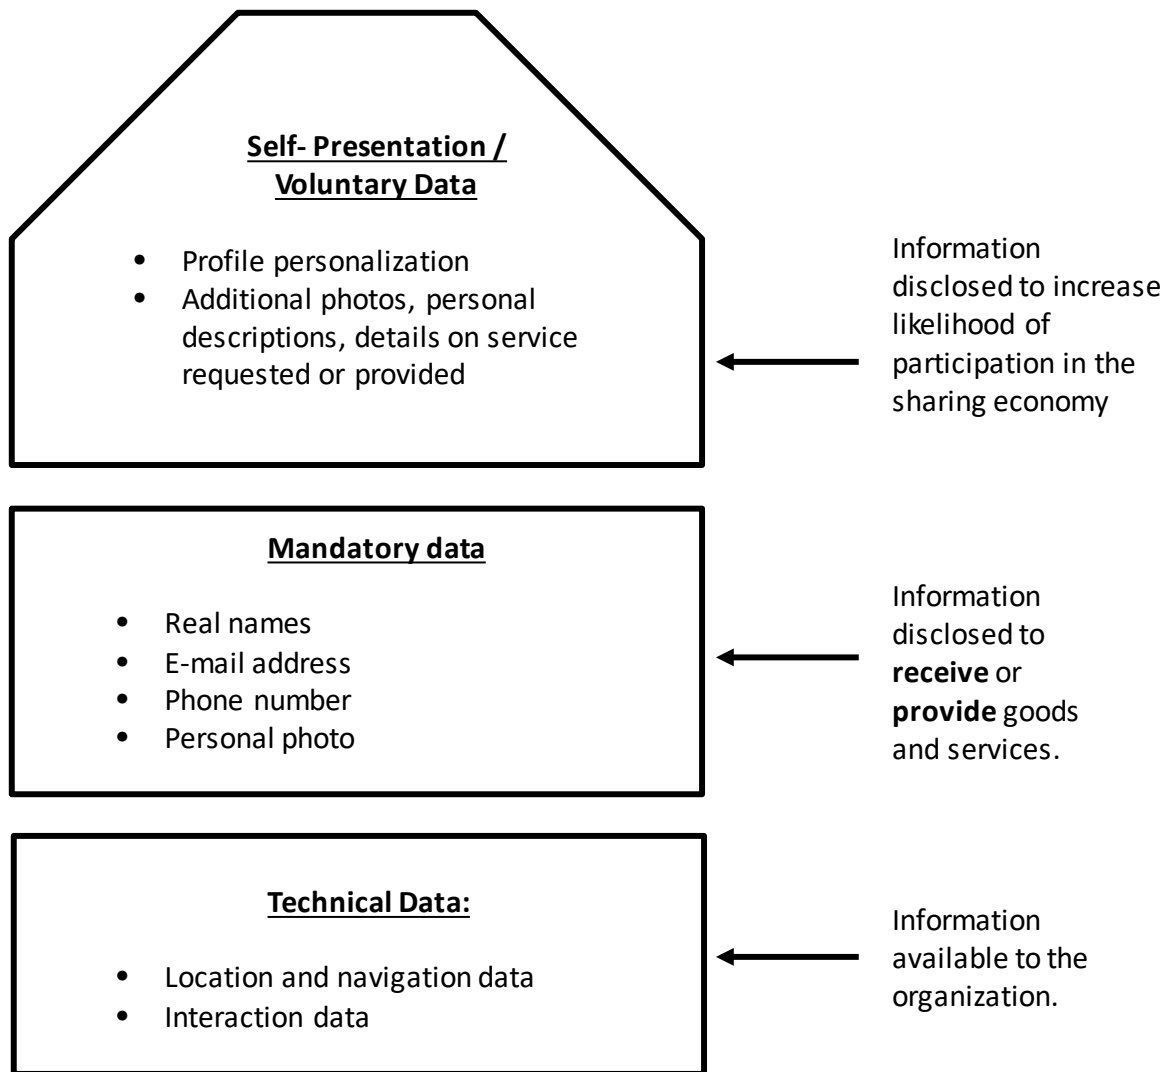 Self- Presentation /
Voluntary Data
• Profile personalization
• Additional photos, personal
descriptions, details on service
requested or provided
Information
disclosed to increase
likelihood of
participation in the
sharing economy
Mandatory data
• Real names
• E-mail address
• Phone number
• Personal photo
Information
disclosed to
receive or
provide goods
and services.
Technical Data:
• Location and navigation data
• Interaction data
Information
available to the
organization.